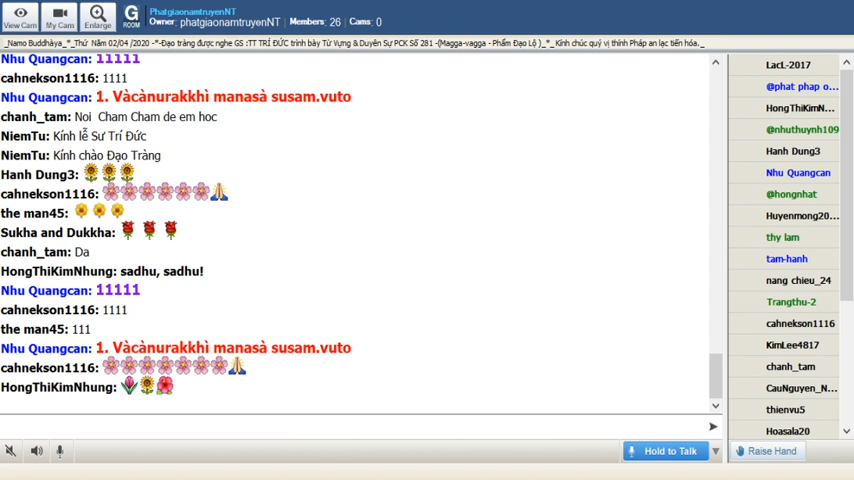 View Cam
My Cam
Enlarge
G
ROOM
PhatgiaonamtruyenNT
Owner: phatgiaonamtruyenNT | Members: 26 | Cams: 0
_Namo Buddhàya_*_Thứ Năm 02/04 /2020 -*-Đạo tràng được nghe GS :TT TRÍ ĐỨC trình bày Từ Vựng & Duyên Sự PCK Số 281 -(Magga-vagga - Phẩm Đạo Lộ )_*_ Kính chúc quý vị thính Pháp an lạc tiến hóa._
Nhu Quangcan: 11111
cahnekson1116: 1111
Nhu Quangcan: 1. Vàcànurakkhì manasà susam.vuto
chanh_tam: Noi Cham Cham de em hoc
NiemTu: Kính lễ Sư Trí Đức
NiemTu: Kính chào Đạo Tràng
Hanh Dung3:
cahnekson1116:
the man45:
Sukha and Dukkha:
chanh_tam: Da
HongThiKimNhung: sadhu, sadhu!
Nhu Quangcan: 11111
cahnekson1116: 1111
the man45: 111
Nhu Quangcan: 1. Vàcànurakkhì manasà susam.vuto
cahnekson1116:
HongThiKimNhung:
LacL-2017
@phat phap o...
HongThiKimN...
@nhuthuynh109
Hanh Dung3
Nhu Quangcan
@hongnhat
Huyenmong20...
thy lam
tam-hanh
nang chieu_24
Trangthu-2
cahnekson1116
KimLee4817
chanh_tam
CauNguyen_N...
thienvu5
Hoasala20
Hold to Talk
Raise Hand